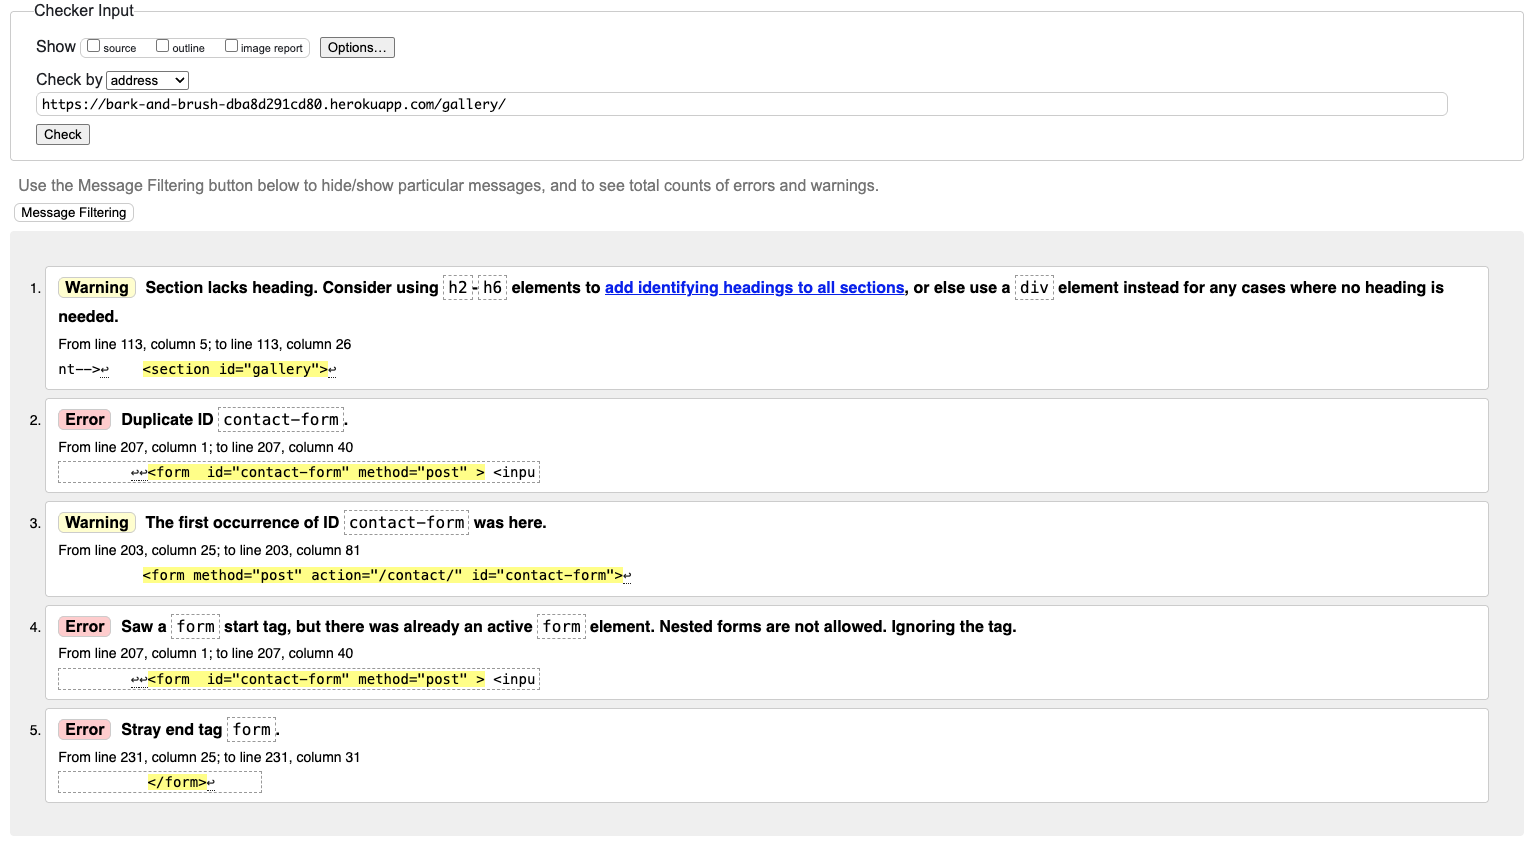 Checker Input
Show source outline image report Options...
Check by address
https://bark-and-brush-dba8d291cd80.herokuapp.com/gallery/
Check
Use the Message Filtering button below to hide/show particular messages, and to see total counts of errors and warnings.
Message Filtering
1. Warning Section lacks heading. Consider using h2-h6 elements to add identifying headings to all sections, or else use a div element instead for any cases where no heading is
needed.
From line 113, column 5; to line 113, column 26
nt-->↩    <section id="gallery">↩
2. Error Duplicate ID contact-form.
From line 207, column 1; to line 207, column 40
↩↩<form  id="contact-form" method="post" > <inpu
3. Warning The first occurrence of ID contact-form was here.
From line 203, column 25; to line 203, column 81
<form method="post" action="/contact/" id="contact-form">↩
4. Error Saw a form start tag, but there was already an active form element. Nested forms are not allowed. Ignoring the tag.
From line 207, column 1; to line 207, column 40
↩↩<form  id="contact-form" method="post" > <inpu
5. Error Stray end tag form.
From line 231, column 25; to line 231, column 31
</form>↩